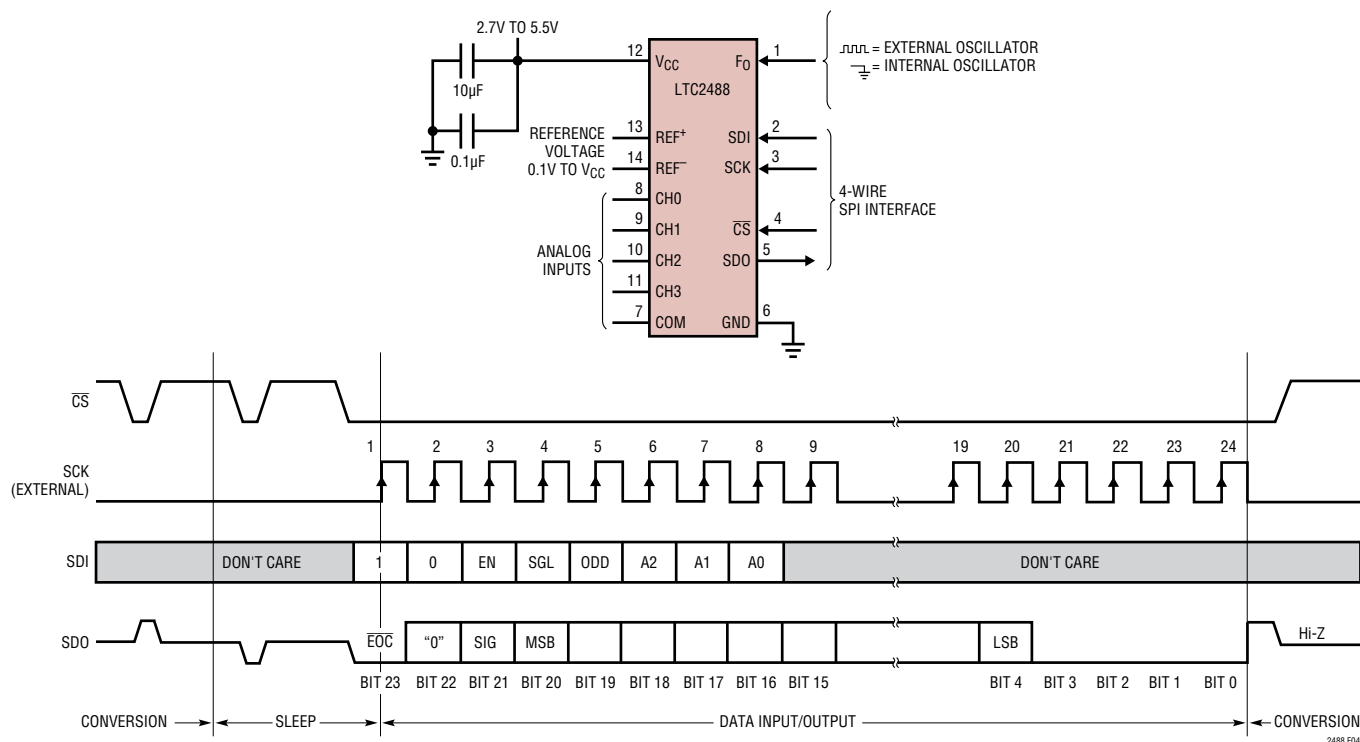 2.7V TO 5.5V
10µF
0.1µF
REFERENCE
VOLTAGE
0.1V TO VCC
ANALOG
INPUTS
12 VCC
FO 1
LTC2488
13 REF+
SDI 2
14 REF−
SCK 3
8 CH0
9 CH1
CS 4
10 CH2
SDO 5
11 CH3
7 COM
GND 6
= EXTERNAL OSCILLATOR
= INTERNAL OSCILLATOR
4-WIRE
SPI INTERFACE
CS
1 2 3 4 5 6 7 8 9 19 20 21 22 23 24
SCK
(EXTERNAL)
SDI DON'T CARE 1 0 EN SGL ODD A2 A1 A0 DON'T CARE
SDO EOC “0” SIG MSB LSB Hi-Z
BIT 23 BIT 22 BIT 21 BIT 20 BIT 19 BIT 18 BIT 17 BIT 16 BIT 15 BIT 4 BIT 3 BIT 2 BIT 1 BIT 0
CONVERSION SLEEP DATA INPUT/OUTPUT CONVERSION
2488 F04